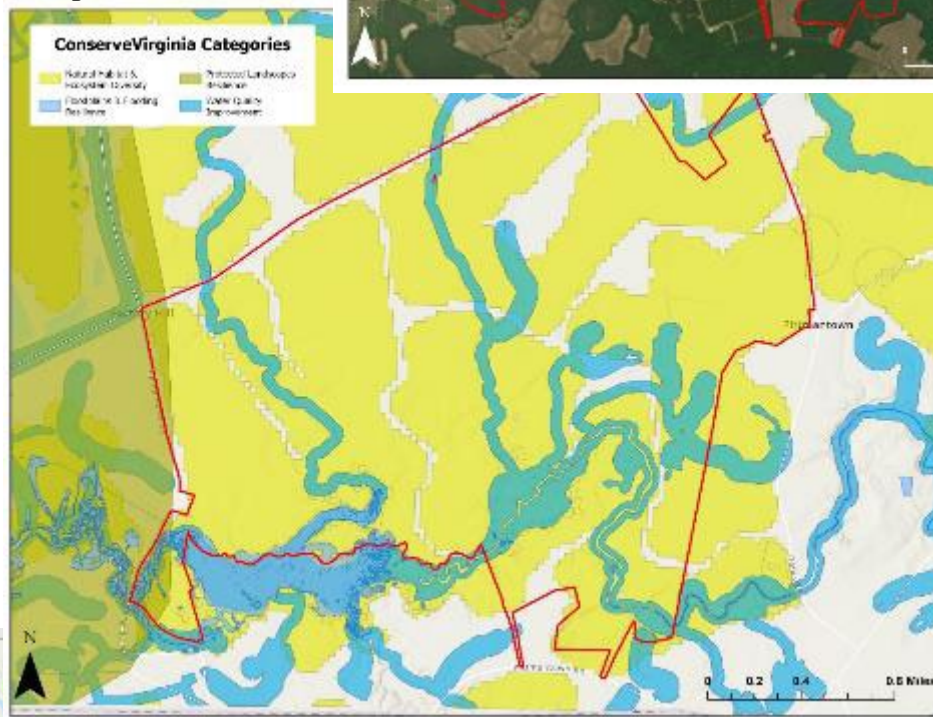 N
ConserveVirginia Categories
Natural Habitat &
Ecosystem Diversity
Protected Landscapes
Resilience
Floodplains & Flooding
Resilience
Water Quality
Improvement
N
0 0.2 0.4 0.8 Miles